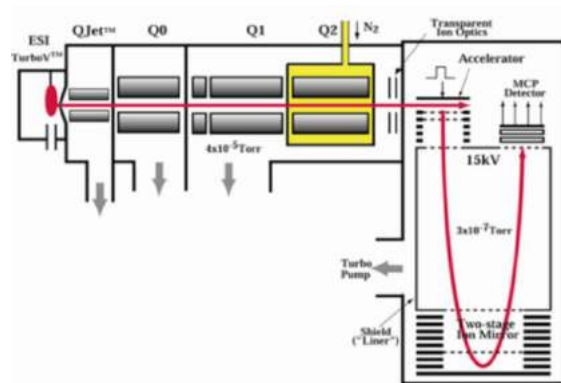 ESI
TurboV™
QJet™
Q0
Q1
Q2
N2
Transparent
Ion Optics
Accelerator
MCP
Detector
4x10-5Torr
15kV
3x10-7Torr
Turbo
Pump
Shield
("Liner")
Two-stage
Ion Mirror